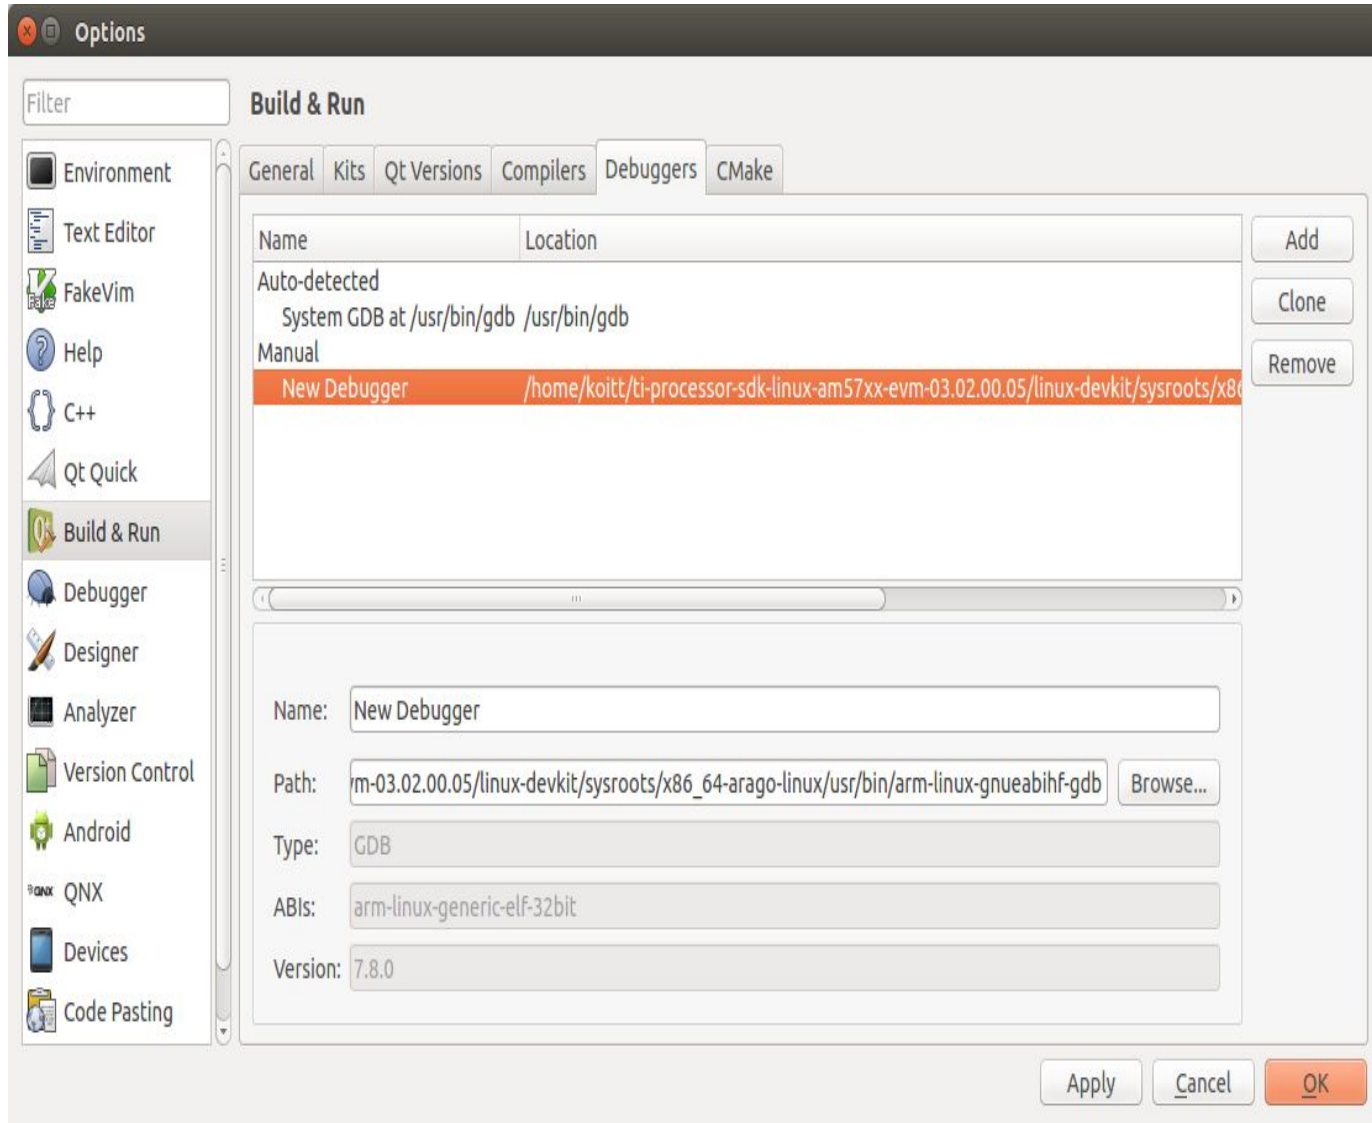 Options
Filter
Build & Run
Environment
Text Editor
FakeVim
Help
C++
Qt Quick
Build & Run
Debugger
Designer
Analyzer
Version Control
Android
QNX
Devices
Code Pasting
General Kits Qt Versions Compilers Debuggers CMake
Name Location
Auto-detected
System GDB at /usr/bin/gdb /usr/bin/gdb
Manual
New Debugger /home/koitt/ti-processor-sdk-linux-am57xx-evm-03.02.00.05/linux-devkit/sysroots/x86
Add
Clone
Remove
Name: New Debugger
Path: vm-03.02.00.05/linux-devkit/sysroots/x86_64-arago-linux/usr/bin/arm-linux-gnueabihf-gdb Browse...
Type: GDB
ABIs: arm-linux-generic-elf-32bit
Version: 7.8.0
Apply Cancel OK